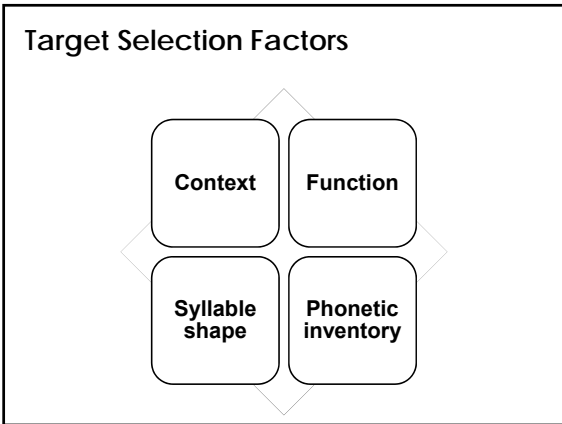 Target Selection Factors
Context
Function
Syllable
shape
Phonetic
inventory